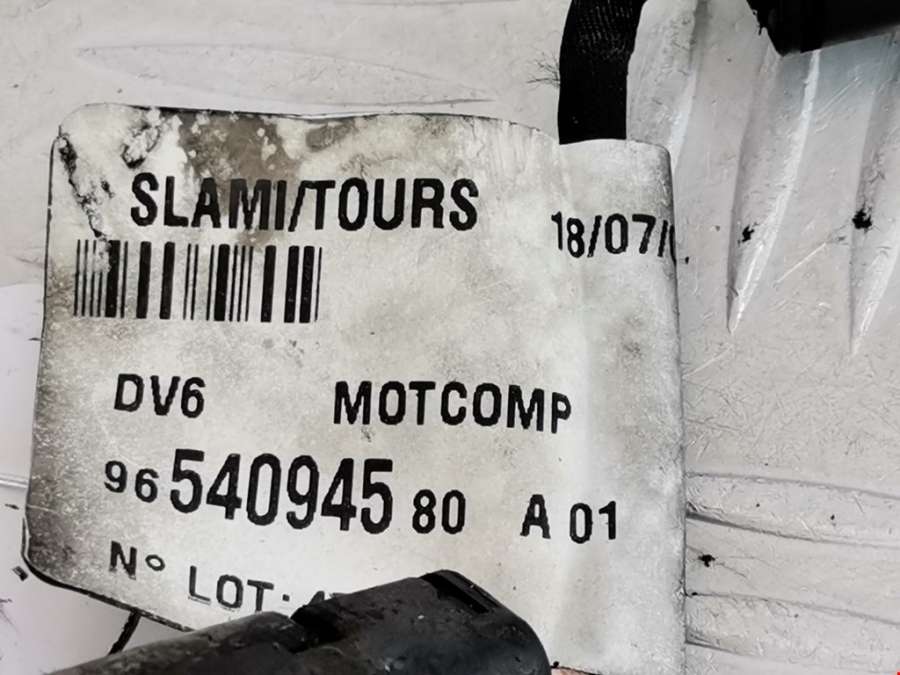 SLAMI/TOURS 18/07/
DV6 MOTCOMP
96 540945 80 A 01
N° LOT: